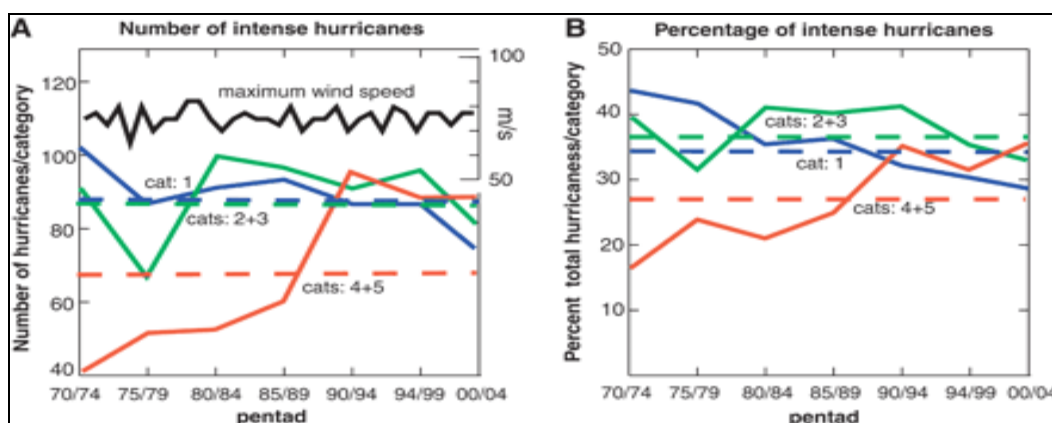 A Number of intense hurricanes
Number of hurricanes/category
120
100
80
60
40
100
50
m/s
maximum wind speed
cat: 1
cats: 2+3
cats: 4+5
70/74 75/79 80/84 85/89 90/94 94/99 00/04
pentad
B Percentage of intense hurricanes
Percent total hurricaness/category
50
40
30
20
10
cats: 2+3
cat: 1
cats: 4+5
70/74 75/79 80/84 85/89 90/94 94/99 00/04
pentad